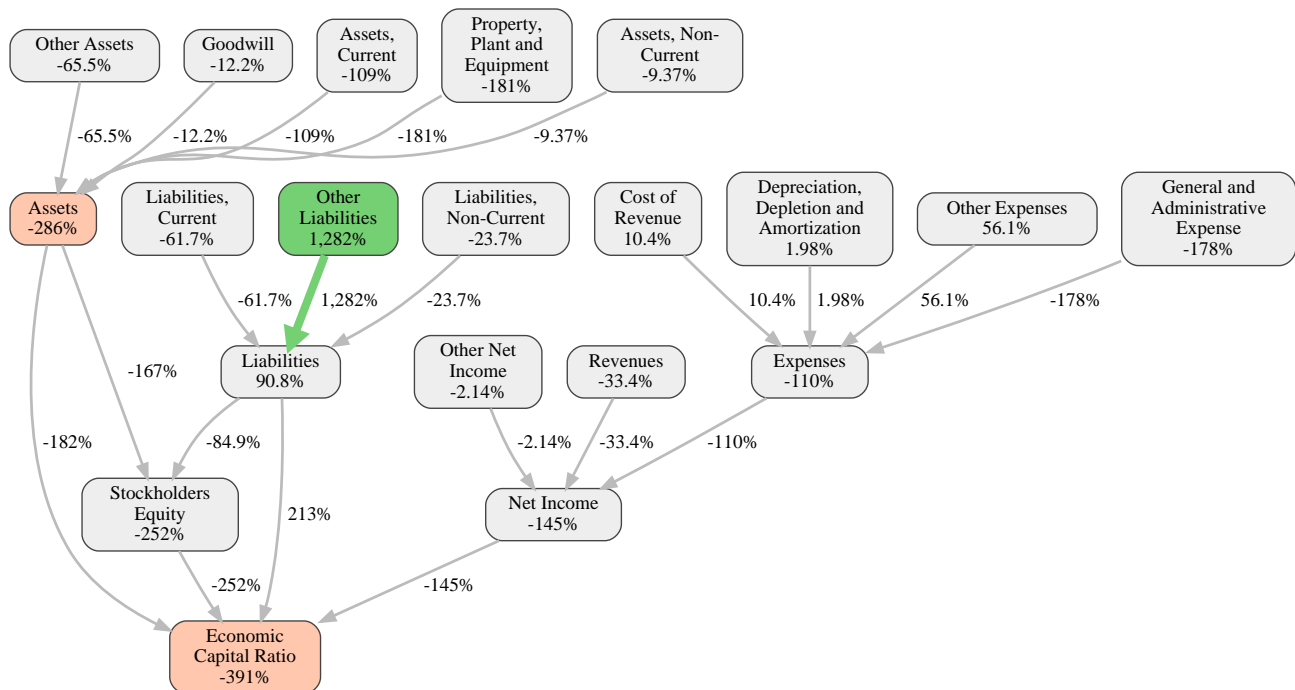 Other Assets
-65.5%
Goodwill
-12.2%
Assets,
Current
-109%
Property,
Plant and
Equipment
-181%
Assets, Non-
Current
-9.37%
-65.5%
-12.2%
-109%
-181%
-9.37%
Assets
-286%
Liabilities,
Current
-61.7%
Other
Liabilities
1,282%
Liabilities,
Non-Current
-23.7%
Cost of
Revenue
10.4%
Depreciation,
Depletion and
Amortization
1.98%
Other Expenses
56.1%
General and
Administrative
Expense
-178%
-61.7%
1,282%
-23.7%
10.4%
1.98%
56.1%
-178%
Liabilities
90.8%
Other Net
Income
-2.14%
Revenues
-33.4%
Expenses
-110%
-167%
-182%
-84.9%
-2.14%
-33.4%
-110%
Stockholders
Equity
-252%
213%
Net Income
-145%
-252%
-145%
Economic
Capital Ratio
-391%